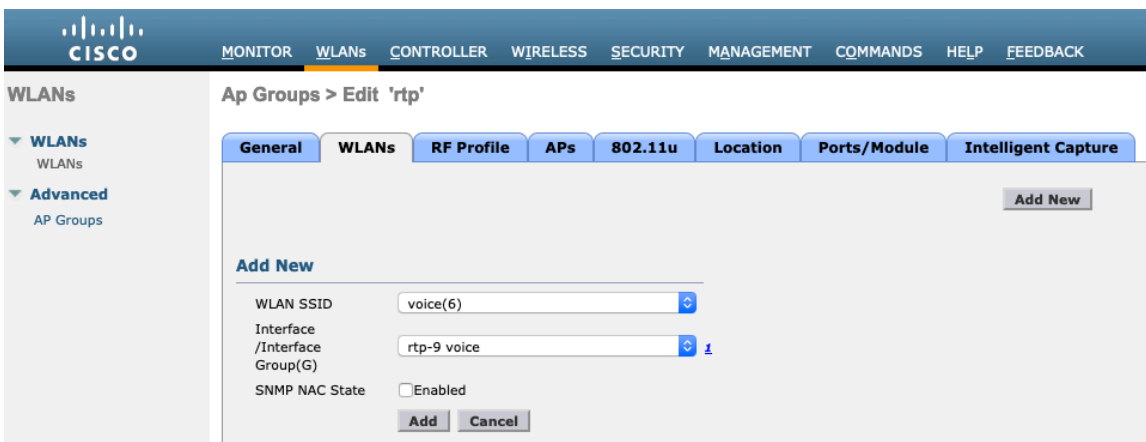 CISCO
MONITOR WLANs CONTROLLER WIRELESS SECURITY MANAGEMENT COMMANDS HELP FEEDBACK
WLANs
Ap Groups > Edit 'rtp'
WLANs
WLANs
Advanced
AP Groups
General WLANs RF Profile APs 802.11u Location Ports/Module Intelligent Capture
Add New
Add New
WLAN SSID voice(6)
Interface
/Interface rtp-9 voice 1
Group(G)
SNMP NAC State Enabled
Add Cancel